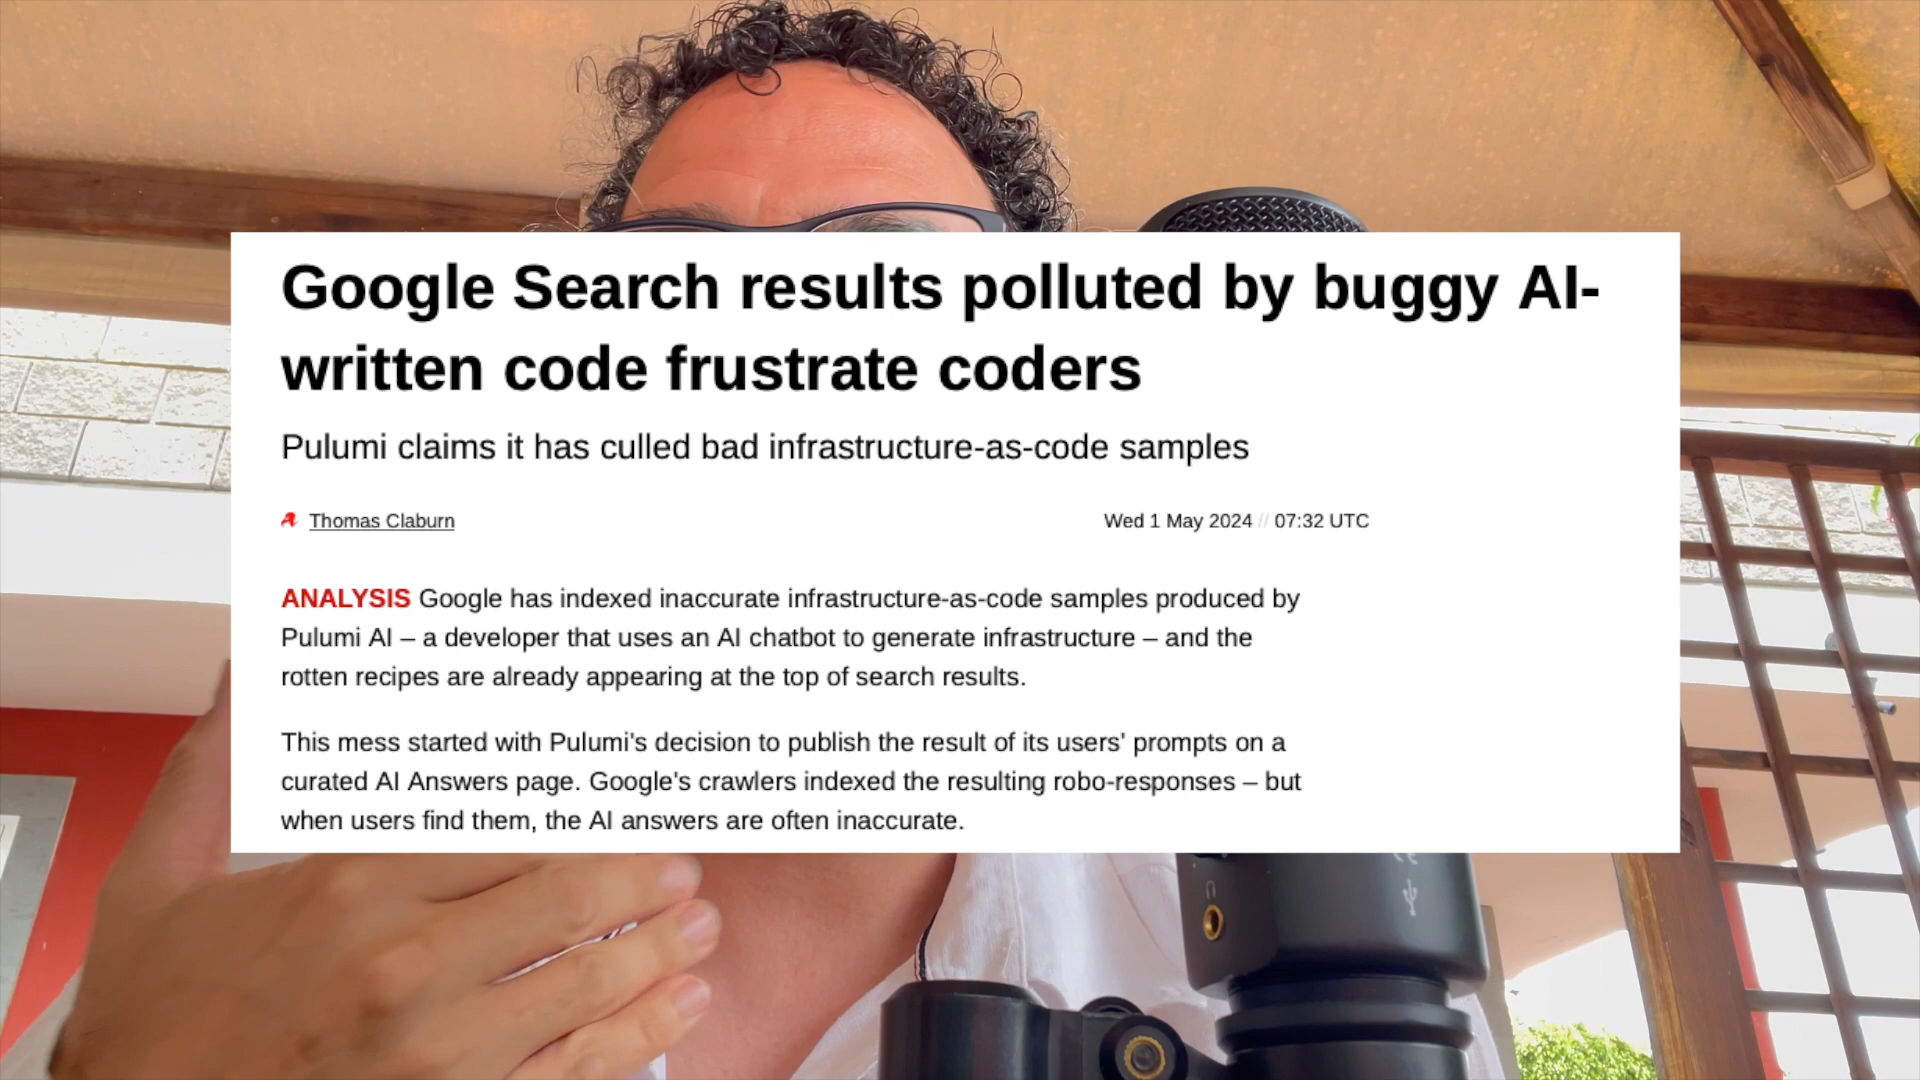 Google Search results polluted by buggy AI-
written code frustrate coders
Pulumi claims it has culled bad infrastructure-as-code samples
Thomas Claburn
Wed 1 May 2024 // 07:32 UTC
ANALYSIS Google has indexed inaccurate infrastructure-as-code samples produced by
Pulumi AI – a developer that uses an AI chatbot to generate infrastructure – and the
rotten recipes are already appearing at the top of search results.
This mess started with Pulumi's decision to publish the result of its users' prompts on a
curated AI Answers page. Google's crawlers indexed the resulting robo-responses – but
when users find them, the AI answers are often inaccurate.